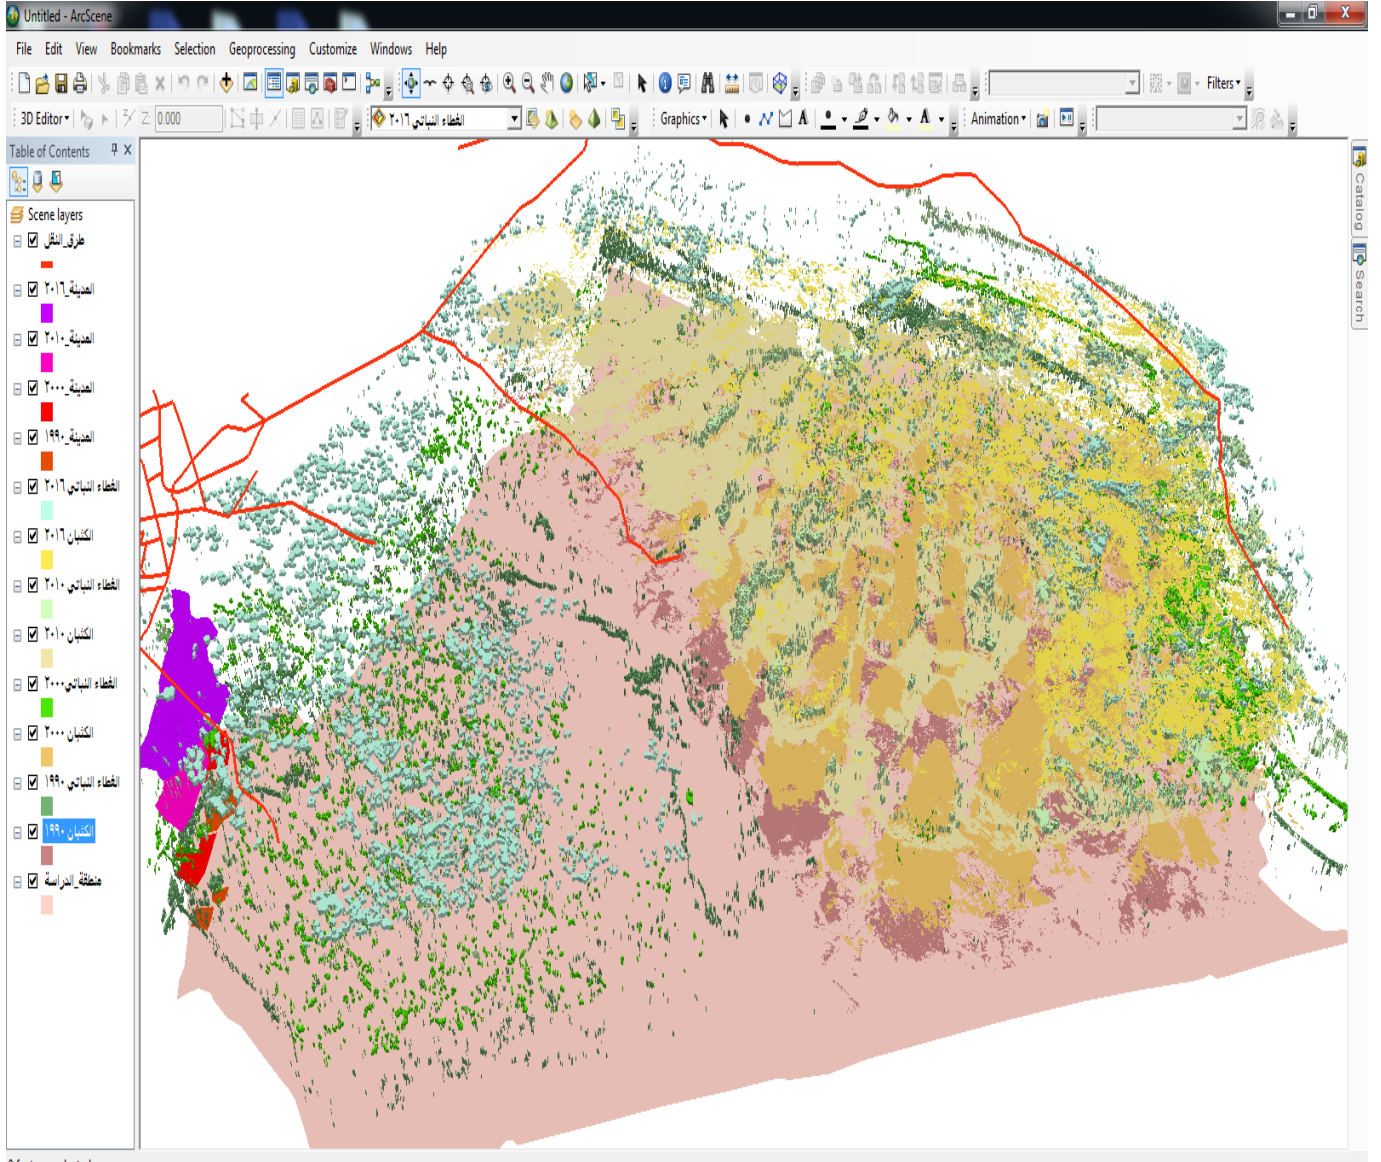 Untitled - ArcScene
File Edit View Bookmarks Selection Geoprocessing Customize Windows Help
Filters
3D Editor Z: 0.000 الغطاء النباتي ٢٠١٦ Graphics A A Animation
Table of Contents
Scene layers
طرق_النقل
المدينة_٢٠١٦
المدينة_٢٠١٠
المدينة_٢٠٠٠
المدينة_١٩٩٠
الغطاء النباتي ٢٠١٦
الكثبان ٢٠١٦
الغطاء النباتي ٢٠١٠
الكثبان ٢٠١٠
الغطاء النباتي ٢٠٠٠
الكثبان ٢٠٠٠
الغطاء النباتي ١٩٩٠
الكثبان ١٩٩٠
منطقة_الدراسة
Catalog
Search